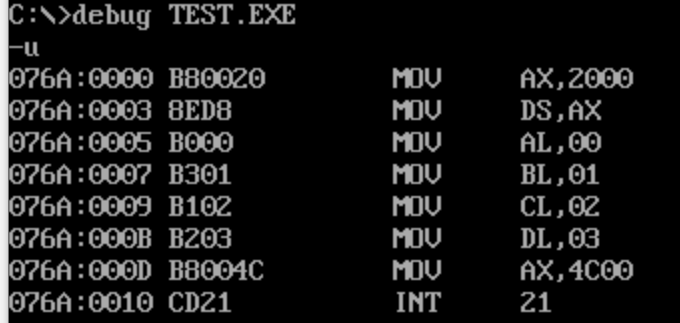 C:\>debug TEST.EXE
-u
076A:0000 B80020 MOV AX,2000
076A:0003 8ED8 MOV DS,AX
076A:0005 B000 MOV AL,00
076A:0007 B301 MOV BL,01
076A:0009 B102 MOV CL,02
076A:000B B203 MOV DL,03
076A:000D B8004C MOV AX,4C00
076A:0010 CD21 INT 21